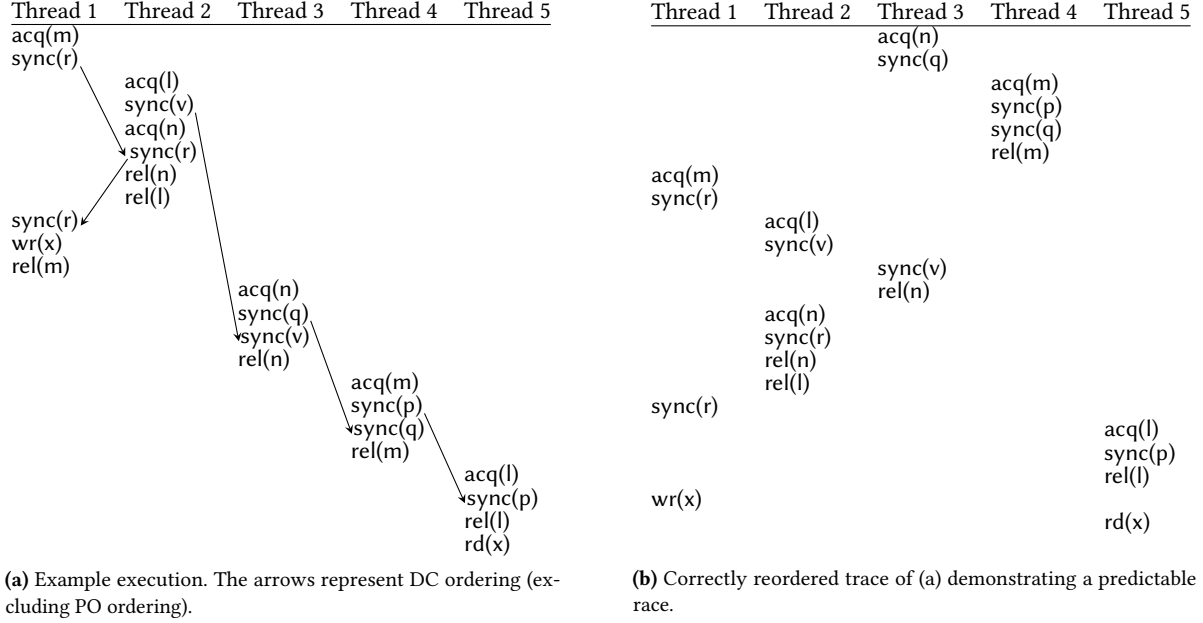 Thread 1 Thread 2 Thread 3 Thread 4 Thread 5
acq(m)
sync(r)
acq(l)
sync(v)
acq(n)
sync(r)
rel(n)
rel(l)
sync(r)
wr(x)
rel(m)
acq(n)
sync(q)
sync(v)
rel(n)
acq(m)
sync(p)
sync(q)
rel(m)
acq(l)
sync(p)
rel(l)
rd(x)
(a) Example execution. The arrows represent DC ordering (ex-
cluding PO ordering).
Thread 1 Thread 2 Thread 3 Thread 4 Thread 5
acq(n)
sync(q)
acq(m)
sync(p)
sync(q)
rel(m)
acq(m)
sync(r)
acq(l)
sync(v)
sync(v)
rel(n)
acq(n)
sync(r)
rel(n)
rel(l)
sync(r)
acq(l)
sync(p)
rel(l)
wr(x)
rd(x)
(b) Correctly reordered trace of (a) demonstrating a predictable
race.